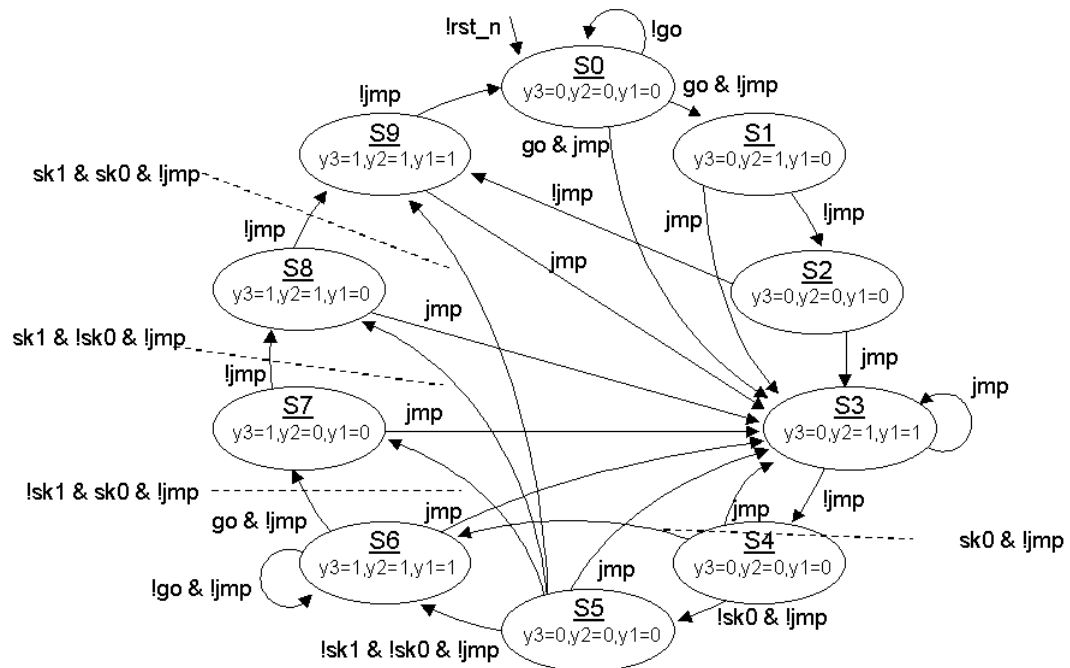 !rst_n
!go
S0
y3=0,y2=0,y1=0
!jmp
go & !jmp
S9
y3=1,y2=1,y1=1
S1
y3=0,y2=1,y1=0
go & jmp
sk1 & sk0 & !jmp
!jmp
jmp
!jmp
!jmp
jmp
S8
y3=1,y2=1,y1=0
S2
y3=0,y2=0,y1=0
jmp
sk1 & !sk0 & !jmp
jmp
!jmp
S7
y3=1,y2=0,y1=0
jmp
S3
y3=0,y2=1,y1=1
jmp
!sk1 & sk0 & !jmp
!jmp
go & !jmp
jmp
jmp
S6
y3=1,y2=1,y1=1
S4
y3=0,y2=0,y1=0
sk0 & !jmp
!go & !jmp
jmp
S5
y3=0,y2=0,y1=0
!sk0 & !jmp
!sk1 & !sk0 & !jmp